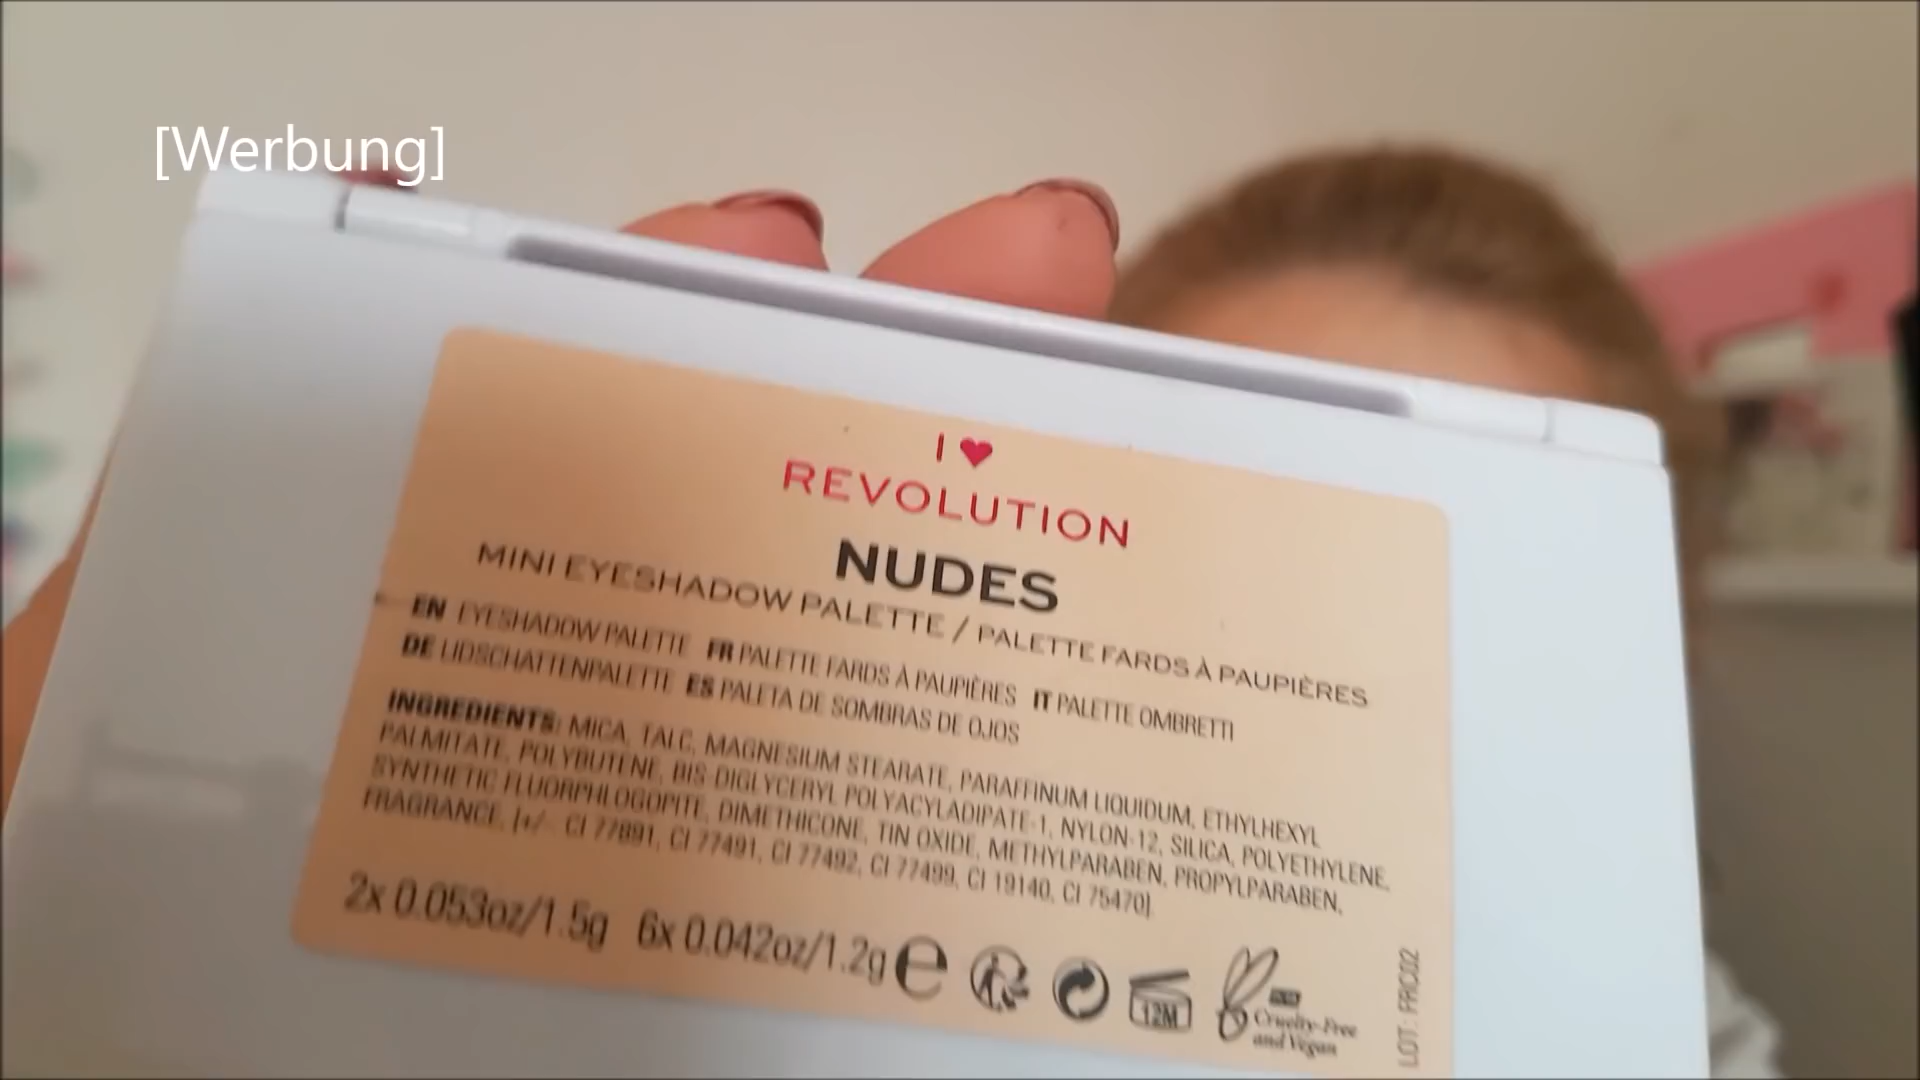 [Werbung]
I ♥
REVOLUTION
NUDES
MINI EYESHADOW PALETTE / PALETTE FARDS À PAUPIÈRES
EN EYESHADOW PALETTE FR PALETTE FARDS À PAUPIÈRES IT PALETTE OMBRETTI
DE LIDSCHATTENPALETTE ES PALETA DE SOMBRAS DE OJOS
INGREDIENTS: MICA, TALC, MAGNESIUM STEARATE, PARAFFINUM LIQUIDUM, ETHYLHEXYL
PALMITATE, POLYBUTENE, BIS-DIGLYCERYL POLYACYLADIPATE-1, NYLON-12, SILICA, POLYETHYLENE,
SYNTHETIC FLUORPHLOGOPITE, DIMETHICONE, TIN OXIDE, METHYLPARABEN, PROPYLPARABEN,
FRAGRANCE, [+/- CI 77891, CI 77491, CI 77492, CI 77499, CI 19140, CI 75470]
2x 0.053oz/1.5g 6x 0.042oz/1.2g e
12M
Cruelty-Free
and Vegan
LOT: FRC02